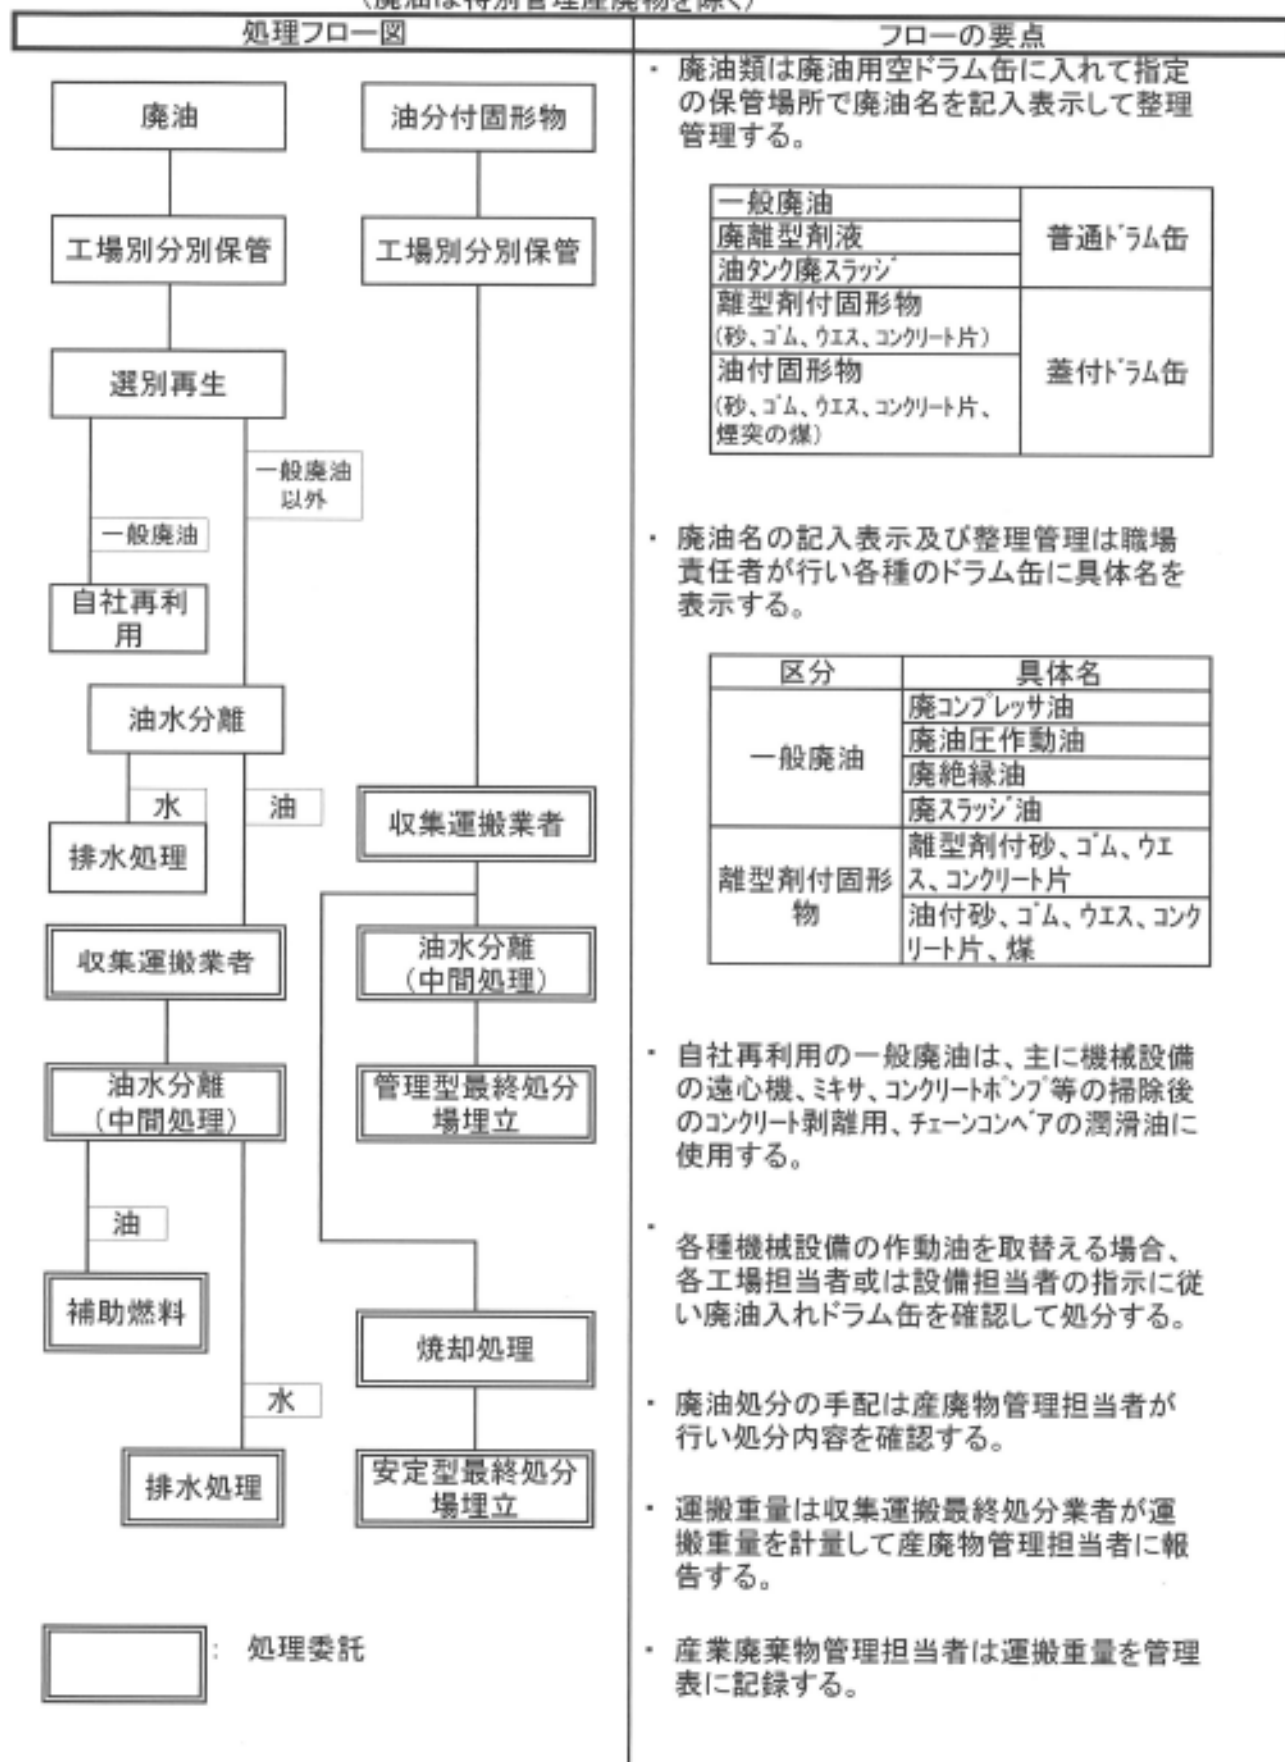 (廃油は特別管理産廃物を除く)
処理フロー図
フローの要点
廃油
油分付固形物
工場別分別保管
工場別分別保管
選別再生
一般廃油
以外
一般廃油
自社再利
用
油水分離
水
油
排水処理
収集運搬業者
収集運搬業者
油水分離
(中間処理)
油水分離
(中間処理)
管理型最終処分
場埋立
油
補助燃料
焼却処理
水
排水処理
安定型最終処分
場埋立
: 処理委託
・ 廃油類は廃油用空ドラム缶に入れて指定
の保管場所で廃油名を記入表示して整理
管理する。
一般廃油
廃離型剤液
油タンク廃スラッジ
普通ドラム缶
離型剤付固形物
(砂、ゴム、ウエス、コンクリート片)
油付固形物
(砂、ゴム、ウエス、コンクリート片、
煙突の煤)
蓋付ドラム缶
・ 廃油名の記入表示及び整理管理は職場
責任者が行い各種のドラム缶に具体名を
表示する。
区分
具体名
一般廃油
廃コンプレッサ油
廃油圧作動油
廃絶縁油
廃スラッジ油
離型剤付固形
物
離型剤付砂、ゴム、ウエ
ス、コンクリート片
油付砂、ゴム、ウエス、コンク
リート片、煤
・ 自社再利用の一般廃油は、主に機械設備
の遠心機、ミキサ、コンクリートポンプ等の掃除後
のコンクリート剥離用、チェーンコンベアの潤滑油に
使用する。
・
各種機械設備の作動油を取替える場合、
各工場担当者或は設備担当者の指示に従
い廃油入れドラム缶を確認して処分する。
・ 廃油処分の手配は産廃物管理担当者が
行い処分内容を確認する。
・ 運搬重量は収集運搬最終処分業者が運
搬重量を計量して産廃物管理担当者に報
告する。
・ 産業廃棄物管理担当者は運搬重量を管理
表に記録する。